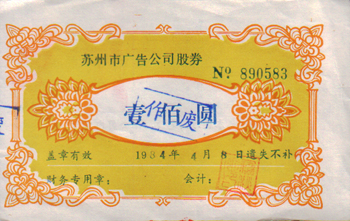 苏州市广告公司股券
Nº 890583
壹佰圆
作废
盖章有效 1984年4月8日遗失不补
财务专用章： 会计：